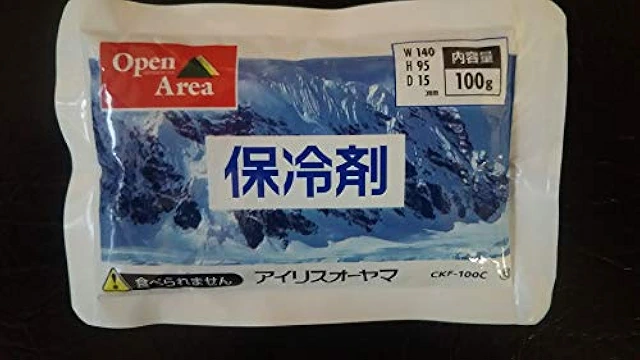 Open
Area
W 140
H 95
D 15
mm
内容量
100g
保冷剤
食べられません
アイリスオーヤマ
CKF-100C